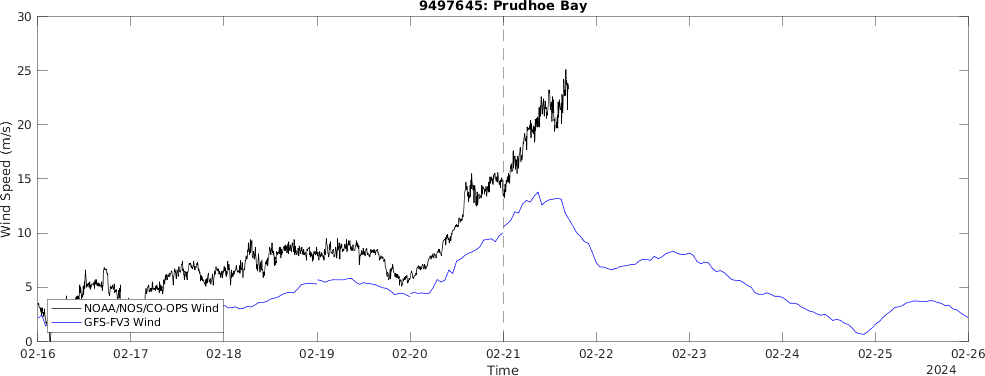 9497645: Prudhoe Bay
30
25
20
15
10
5
0
Wind Speed (m/s)
NOAA/NOS/CO-OPS Wind
GFS-FV3 Wind
02-16 02-17 02-18 02-19 02-20 02-21 02-22 02-23 02-24 02-25 02-26
Time
2024